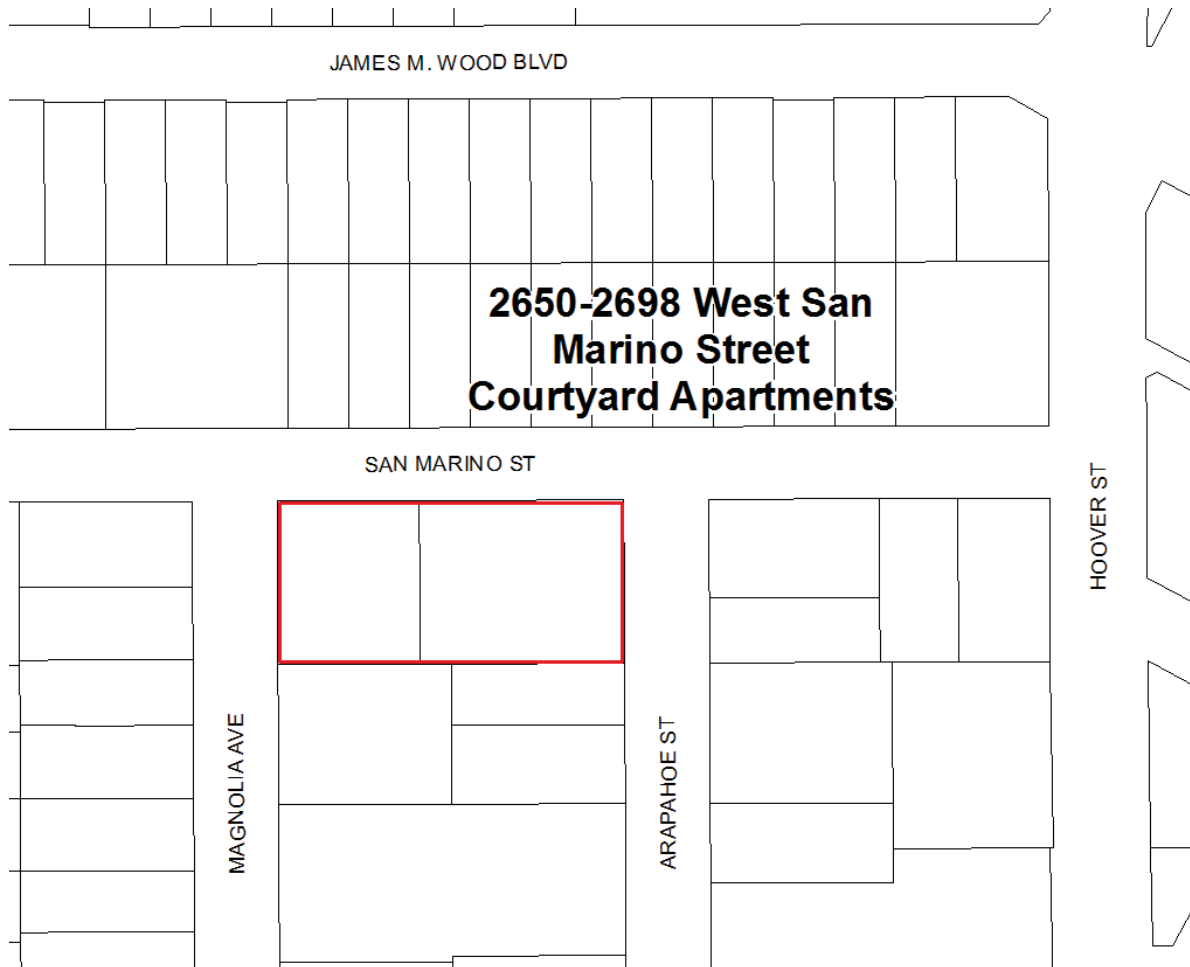 JAMES M. WOOD BLVD
2650-2698 West San
Marino Street
Courtyard Apartments
SAN MARINO ST
HOOVER ST
MAGNOLIA AVE
ARAPAHOE ST